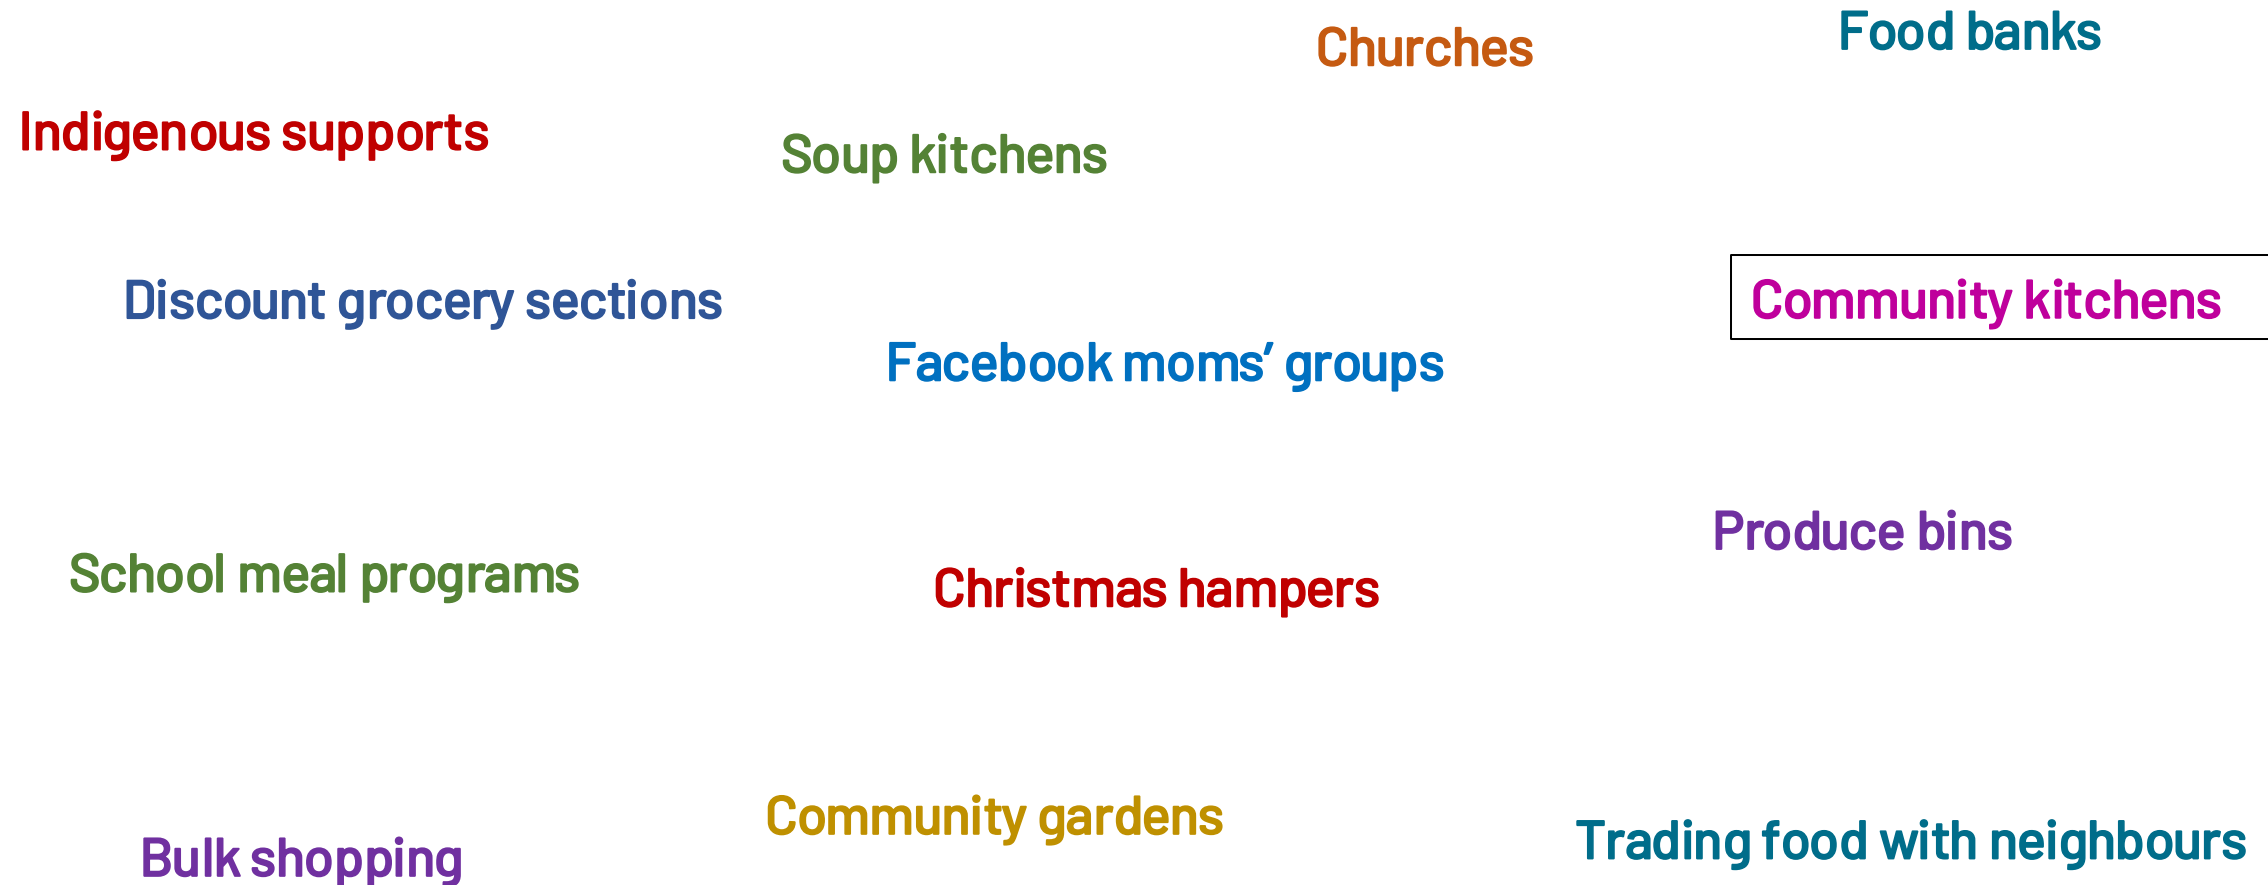 Churches
Food banks
Indigenous supports
Soup kitchens
Discount grocery sections
Community kitchens
Facebook moms’ groups
Produce bins
School meal programs
Christmas hampers
Community gardens
Trading food with neighbours
Bulk shopping